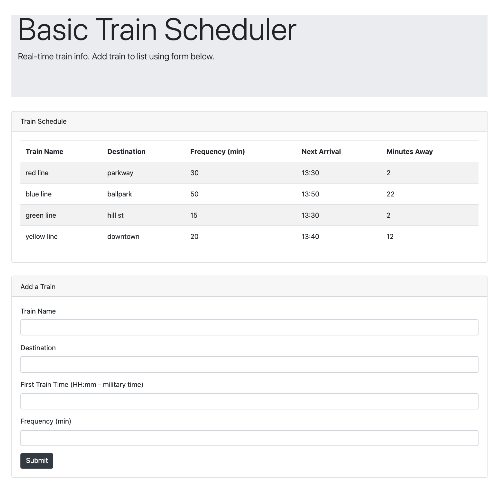 Basic Train Scheduler
Real-time train info. Add train to list using form below.
Train Schedule
Train Name Destination Frequency (min) Next Arrival Minutes Away
red line parkway 30 13:30 2
blue line ballpark 50 13:50 22
green line hill st 15 13:30 2
yellow line downtown 20 13:40 12
Add a Train
Train Name
Destination
First Train Time (HH:mm - military time)
Frequency (min)
Submit